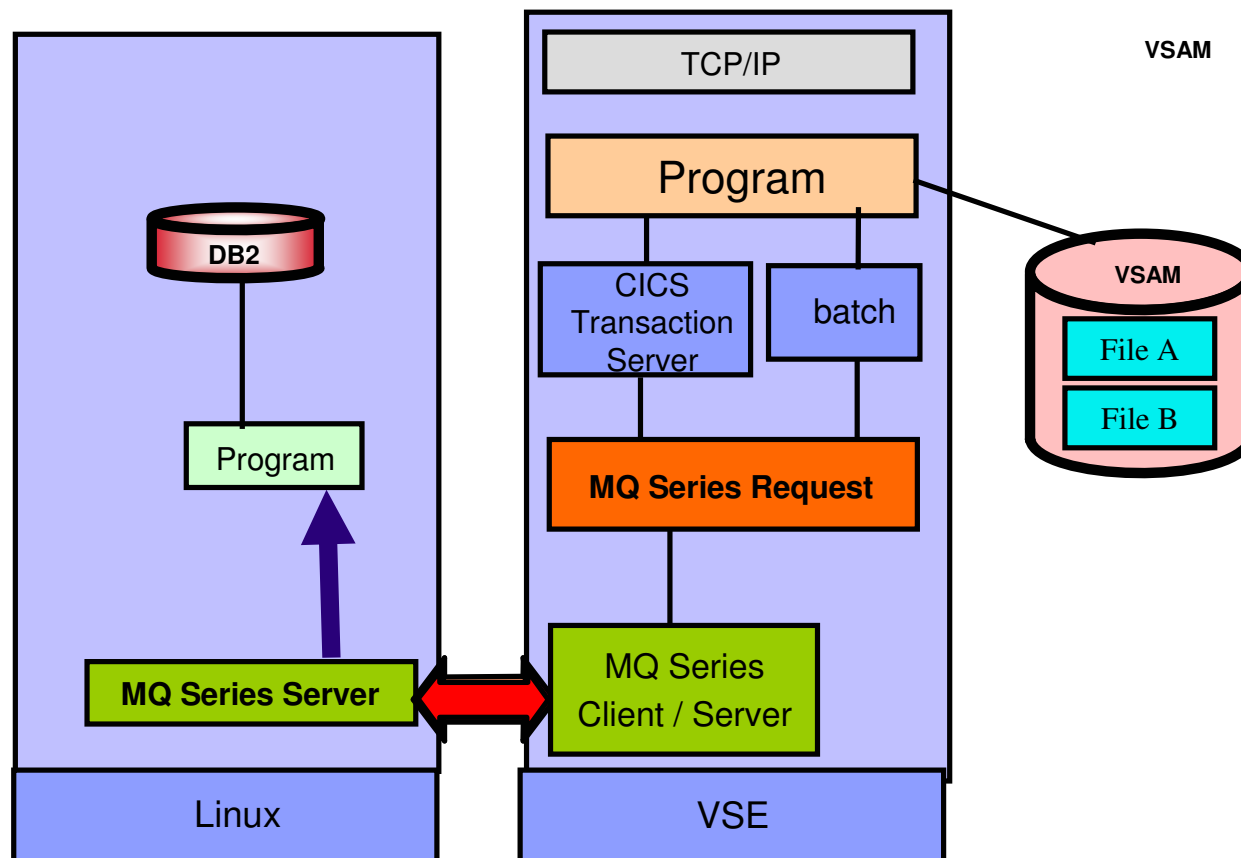 TCP/IP
VSAM
Program
DB2
CICS
Transaction
Server
batch
VSAM
File A
File B
Program
MQ Series Request
MQ Series Server
MQ Series
Client / Server
Linux
VSE